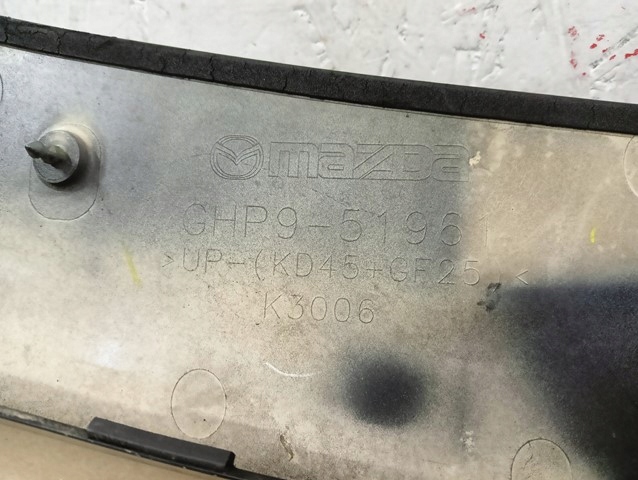 mazda
GHP9-51961
>UP-(KD45+GF25)<
K3006